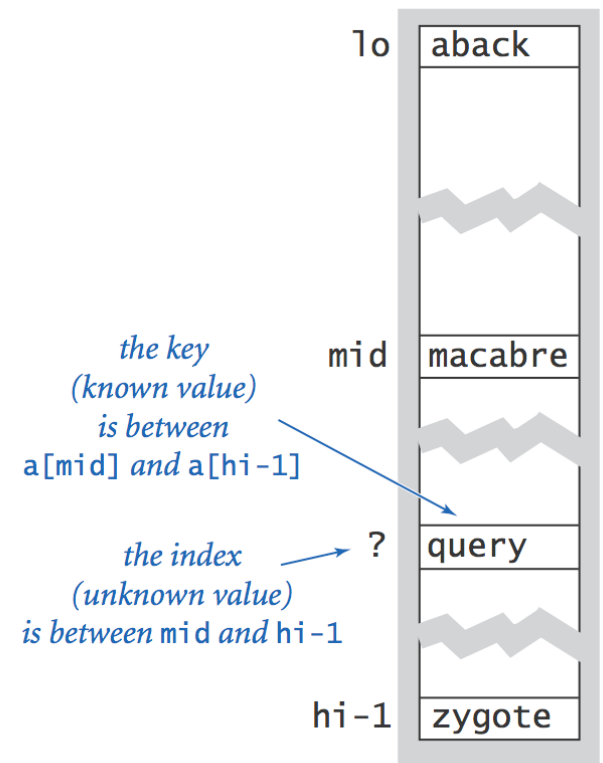 lo aback
mid macabre
the key
(known value)
is between
a[mid] and a[hi-1]
? query
the index
(unknown value)
is between mid and hi-1
hi-1 zygote